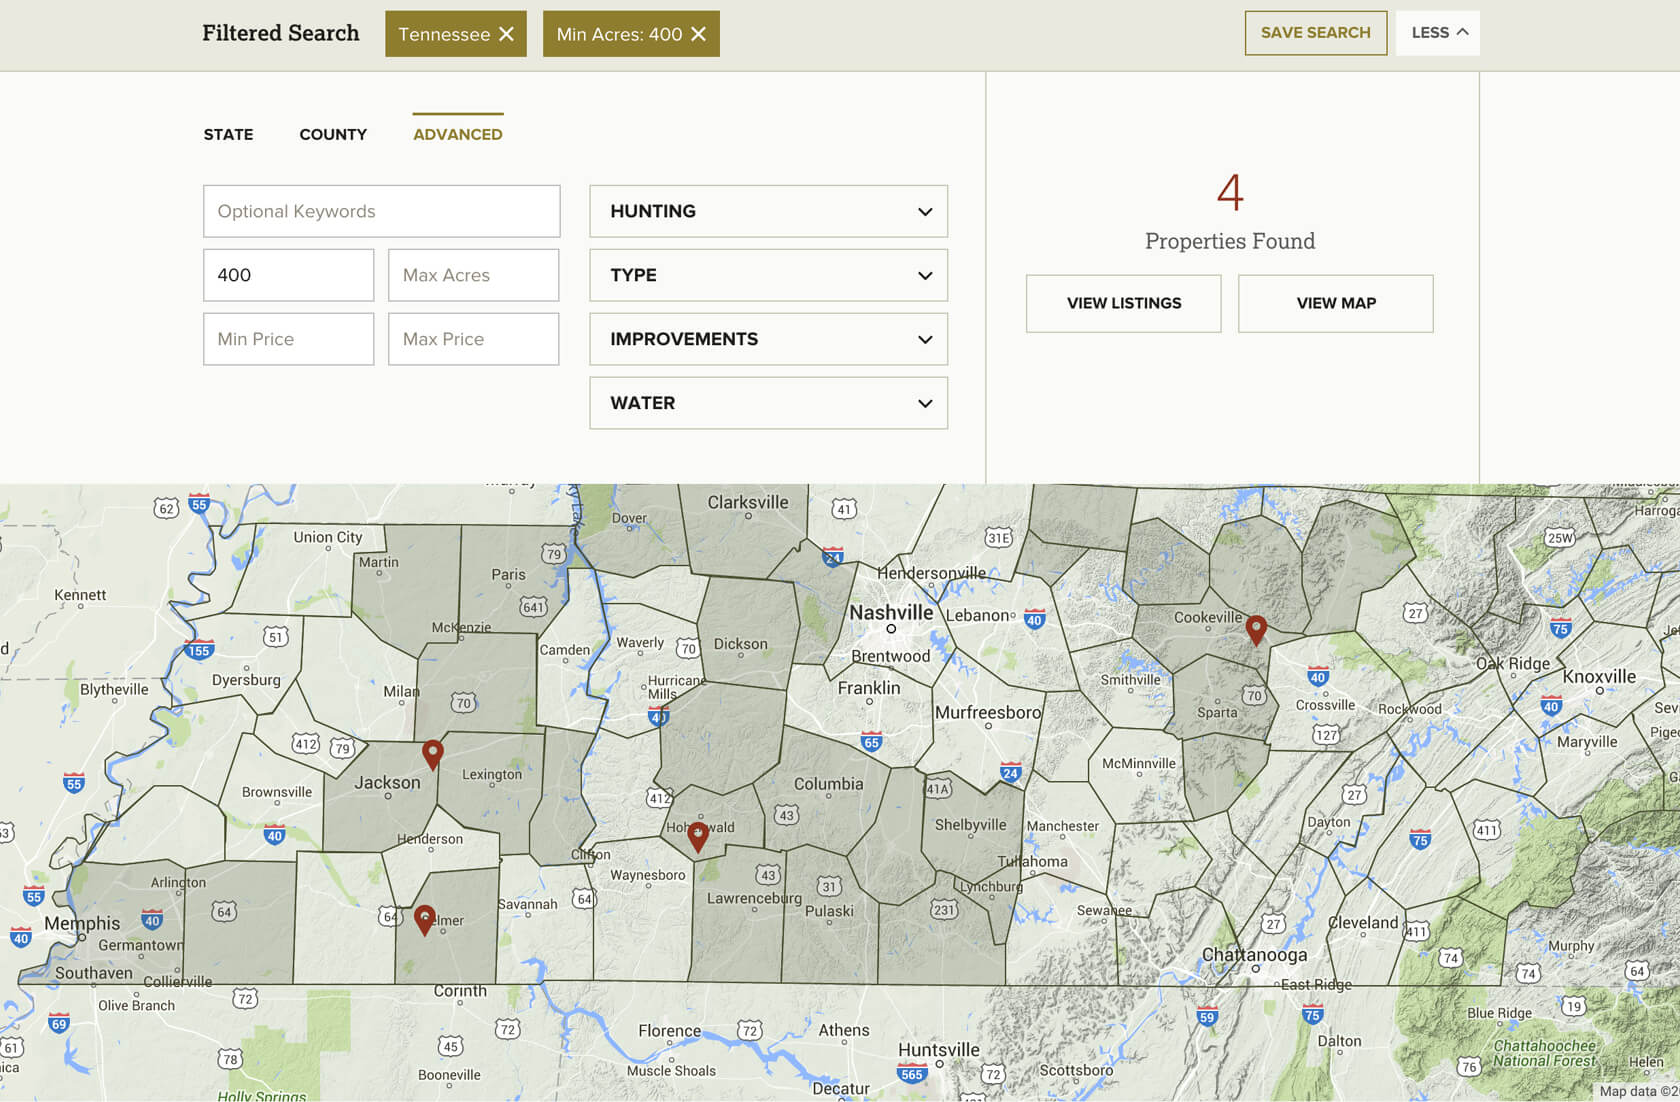 Filtered Search
Tennessee
Min Acres: 400
SAVE SEARCH
LESS
STATE
COUNTY
ADVANCED
Optional Keywords
400
Max Acres
Min Price
Max Price
HUNTING
TYPE
IMPROVEMENTS
WATER
4
Properties Found
VIEW LISTINGS
VIEW MAP
62
55
Dover
Clarksville
41
31E
25W
Union City
Martin
79
24
Hendersonville
Kennett
Paris
641
Nashville
Lebanon
40
Cookeville
27
75
51
McKenzie
155
Camden
Waverly
70
Dickson
Brentwood
Oak Ridge
Dyersburg
Blytheville
Milan
Hurricane
Mills
Franklin
Smithville
40
Knoxville
70
40
Murfreesboro
70
Sparta
Crossville
Rockwood
40
412
79
65
127
Maryville
55
Jackson
Lexington
24
McMinnville
Brownsville
412
Columbia
41A
27
40
Henderson
43
Shelbyville
Manchester
Dayton
75
411
Clifton
Tullahoma
Arlington
Waynesboro
43
31
Lynchburg
55
64
64
Savannah
64
Lawrenceburg
Pulaski
231
Sewanee
27
Cleveland
411
Memphis
40
40
Germantown
Chattanooga
Murphy
74
74
64
Southaven
Collierville
East Ridge
Olive Branch
72
Corinth
19
69
72
Florence
72
Athens
59
75
Blue Ridge
61
78
45
Huntsville
Dalton
Chattahoochee
National Forest
Booneville
Muscle Shoals
565
72
Scottsboro
76
Helen
Holly Springs
Decatur
Map data